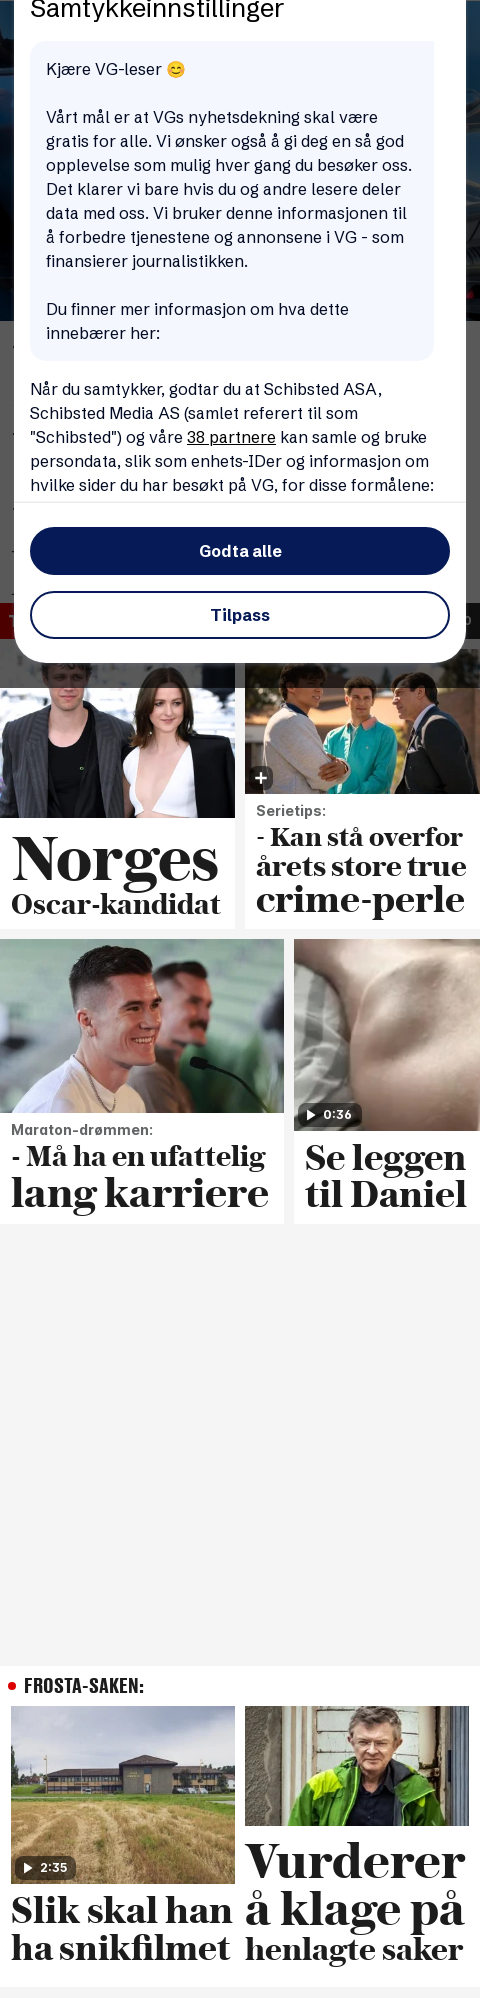 Samtykkeinnstillinger
Kjære VG-leser 😊
Vårt mål er at VGs nyhetsdekning skal være
gratis for alle. Vi ønsker også å gi deg en så god
opplevelse som mulig hver gang du besøker oss.
Det klarer vi bare hvis du og andre lesere deler
data med oss. Vi bruker denne informasjonen til
å forbedre tjenestene og annonsene i VG - som
finansierer journalistikken.
Du finner mer informasjon om hva dette
innebærer her:
Når du samtykker, godtar du at Schibsted ASA,
Schibsted Media AS (samlet referert til som
"Schibsted") og våre 38 partnere kan samle og bruke
persondata, slik som enhets-IDer og informasjon om
hvilke sider du har besøkt på VG, for disse formålene:
Godta alle
Tilpass
Norges
Oscar-kandidat
Serietips:
- Kan stå overfor
årets store true
crime-perle
Maraton-drømmen:
- Må ha en ufattelig
lang karriere
0:36
Se leggen
til Daniel
FROSTA-SAKEN:
2:35
Slik skal han
ha snikfilmet
Vurderer
å klage på
henlagte saker